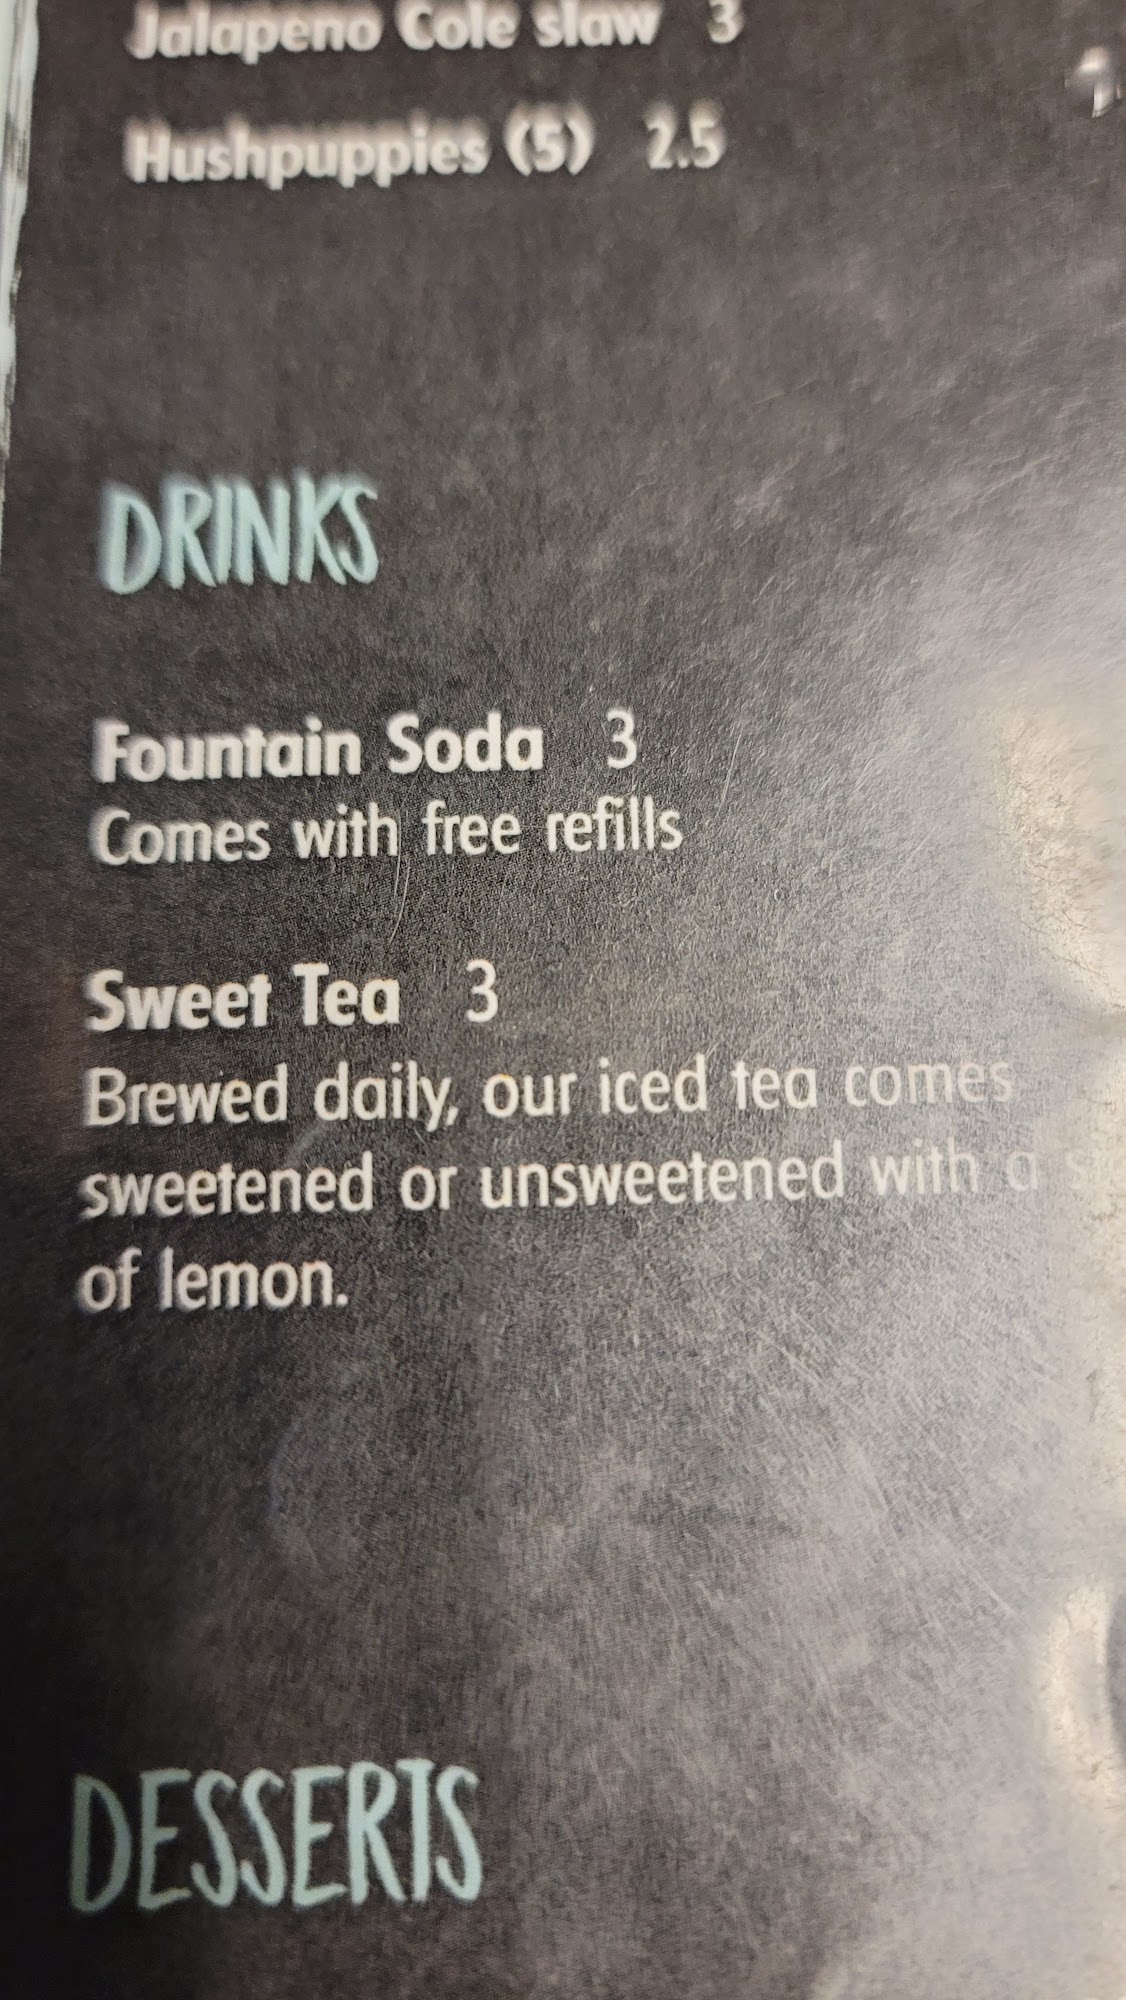 Jalapeno Cole slaw 3
Hushpuppies (5) 2.5
DRINKS
Fountain Soda 3
Comes with free refills
Sweet Tea 3
Brewed daily, our iced tea comes
sweetened or unsweetened with a
of lemon.
DESSERTS